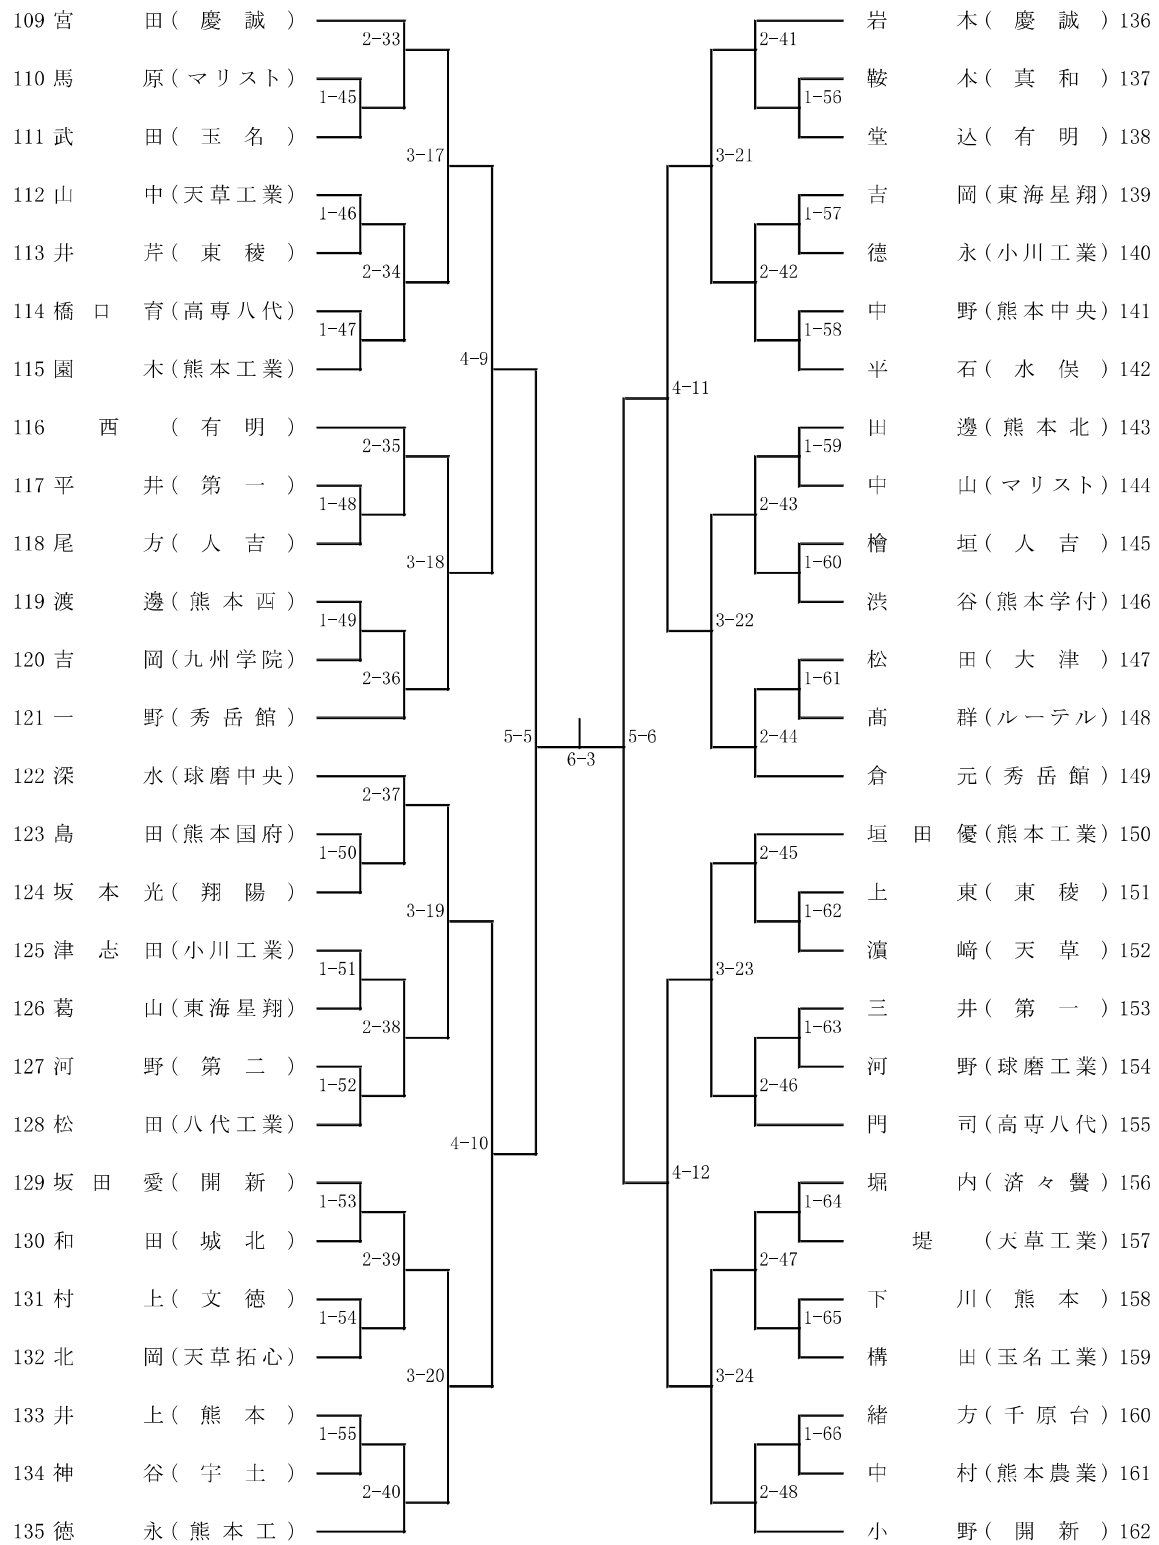 109 宮田(慶誠)
2-33
110 馬原(マリスト)
1-45
111 武田(玉名)
3-17
112 山中(天草工業)
1-46
113 井芹(東稜)
2-34
114 橋口育(高専八代)
1-47
115 園木(熊本工業)
4-9
116 西(有明)
2-35
117 平井(第一)
1-48
118 尾方(人吉)
3-18
119 渡邊(熊本西)
1-49
120 吉岡(九州学院)
2-36
121 一野(秀岳館)
5-5
122 深水(球磨中央)
2-37
123 島田(熊本国府)
1-50
124 坂本光(翔陽)
3-19
125 津志田(小川工業)
1-51
126 葛山(東海星翔)
2-38
127 河野(第二)
1-52
128 松田(八代工業)
4-10
129 坂田愛(開新)
1-53
130 和田(城北)
2-39
131 村上(文徳)
1-54
132 北岡(天草拓心)
3-20
133 井上(熊本)
1-55
134 神谷(宇土)
2-40
135 徳永(熊本工)
6-3
岩木(慶誠) 136
2-41
鞍木(真和) 137
1-56
堂込(有明) 138
3-21
吉岡(東海星翔) 139
1-57
德永(小川工業) 140
2-42
中野(熊本中央) 141
1-58
平石(水俣) 142
4-11
田邊(熊本北) 143
1-59
中山(マリスト) 144
2-43
檜垣(人吉) 145
1-60
渋谷(熊本学付) 146
3-22
松田(大津) 147
1-61
髙群(ルーテル) 148
2-44
倉元(秀岳館) 149
5-6
垣田優(熊本工業) 150
2-45
上東(東稜) 151
1-62
濵﨑(天草) 152
3-23
三井(第一) 153
1-63
河野(球磨工業) 154
2-46
門司(高専八代) 155
4-12
堀内(済々黌) 156
1-64
堤(天草工業) 157
2-47
下川(熊本) 158
1-65
構田(玉名工業) 159
3-24
緒方(千原台) 160
1-66
中村(熊本農業) 161
2-48
小野(開新) 162